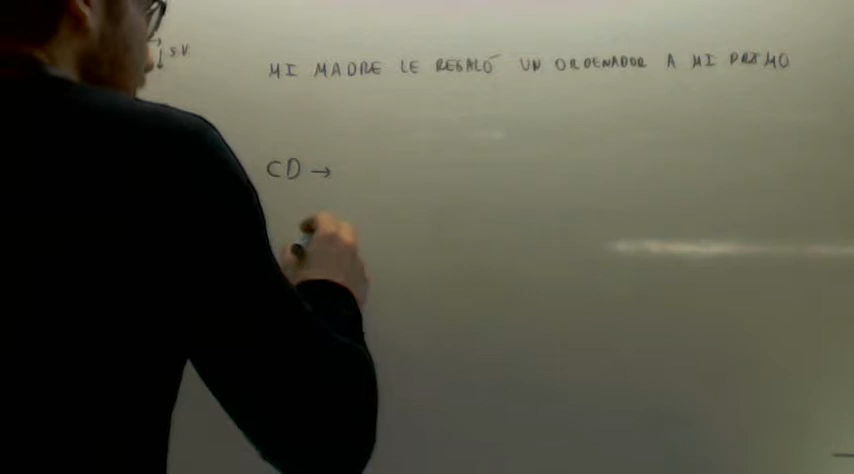 S.V
MI MADRE LE REGALÓ UN ORDENADOR A MI PRIMO
CD →